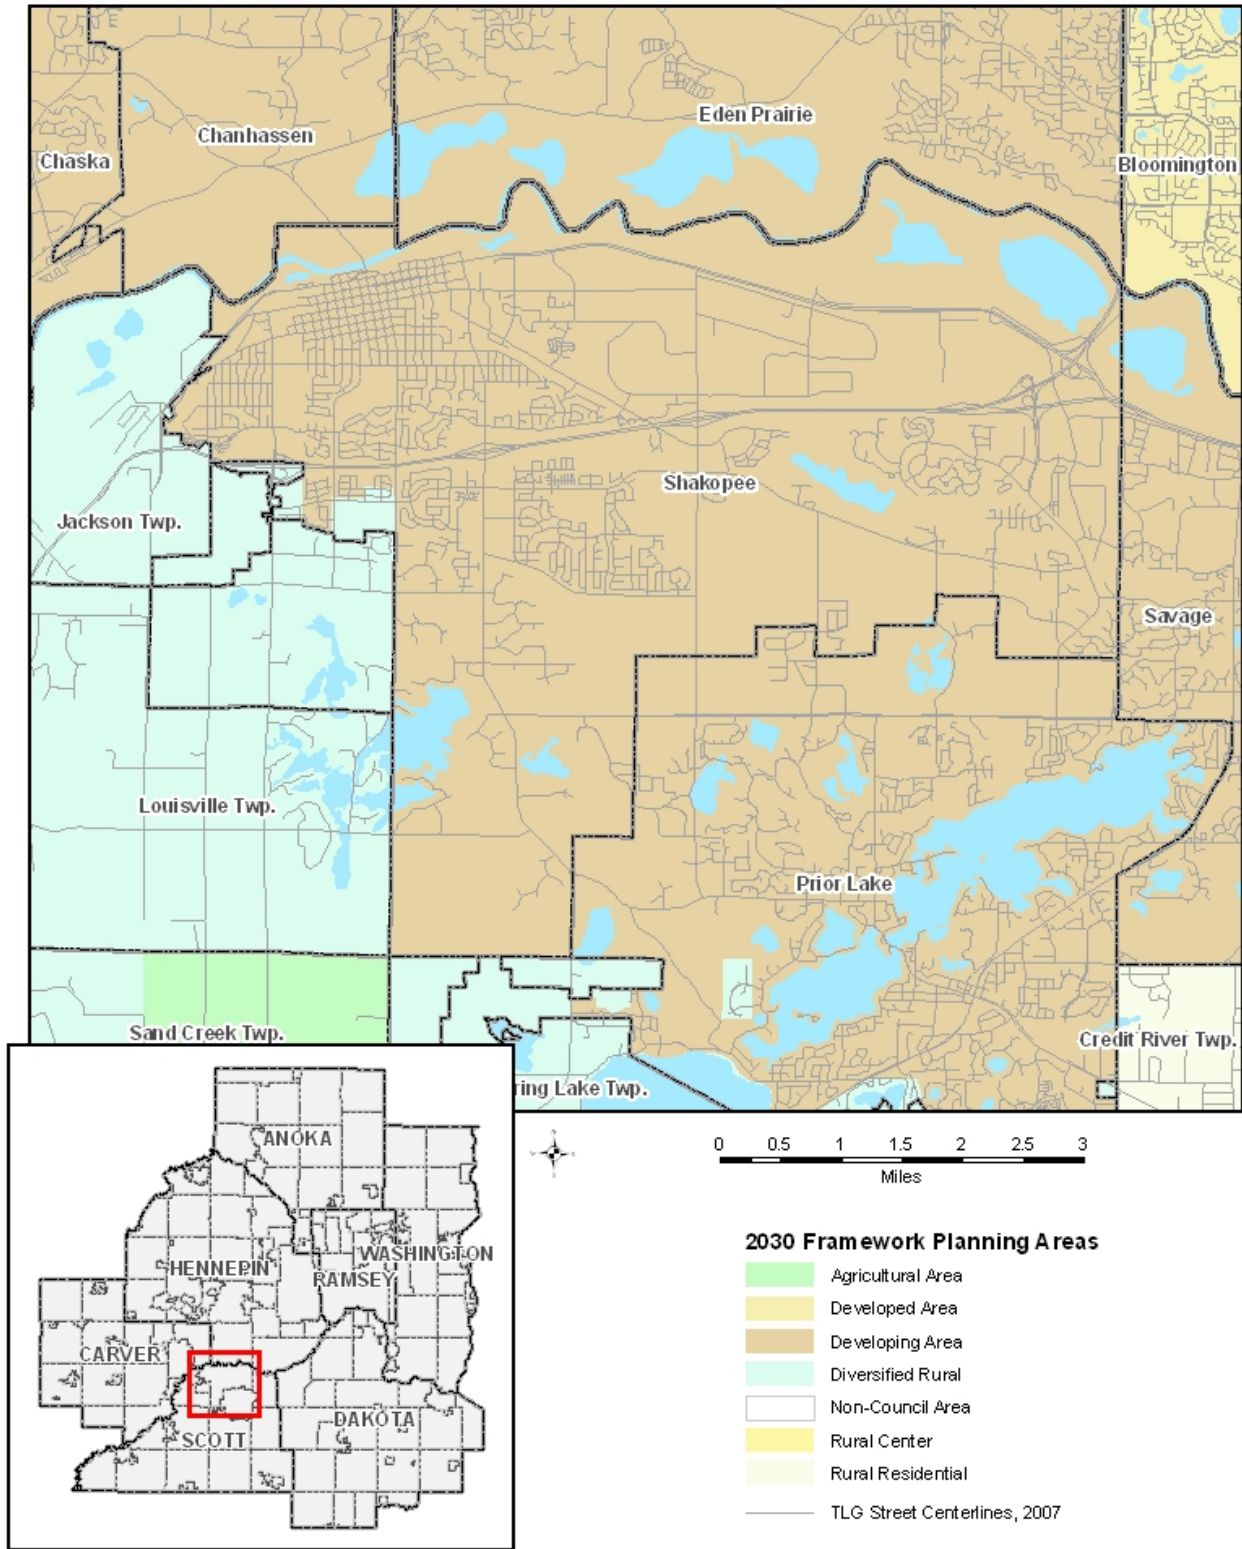 Eden Prairie
Chanhassen
Chaska
Bloomington
Shakopee
Jackson Twp.
Savage
Louisville Twp.
Prior Lake
Sand Creek Twp.
Credit River Twp.
ring Lake Twp.
ANOKA
WASHINGTON
HENNEPIN
RAMSEY
CARVER
DAKOTA
SCOTT
0 0.5 1 1.5 2 2.5 3
Miles
2030 Framework Planning Areas
Agricultural Area
Developed Area
Developing Area
Diversified Rural
Non-Council Area
Rural Center
Rural Residential
TLG Street Centerlines, 2007